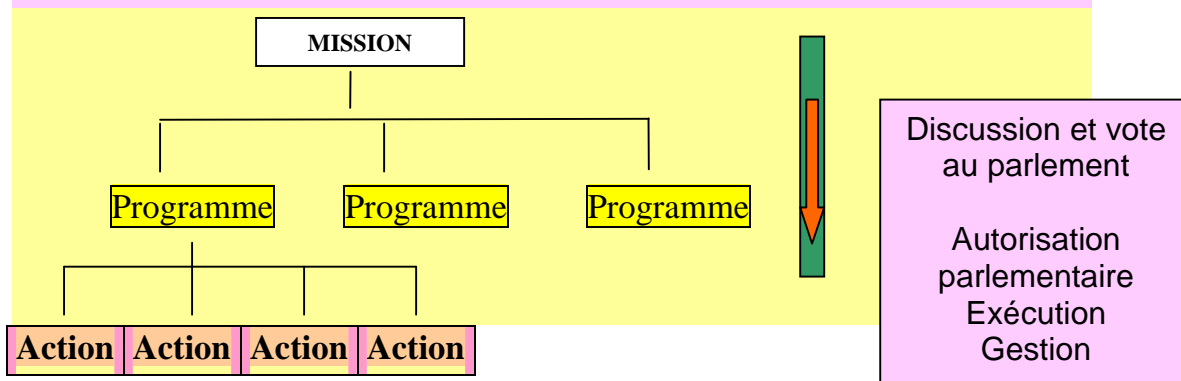 MISSION
Programme Programme Programme
Action Action Action Action
Discussion et vote
au parlement
Autorisation
parlementaire
Exécution
Gestion